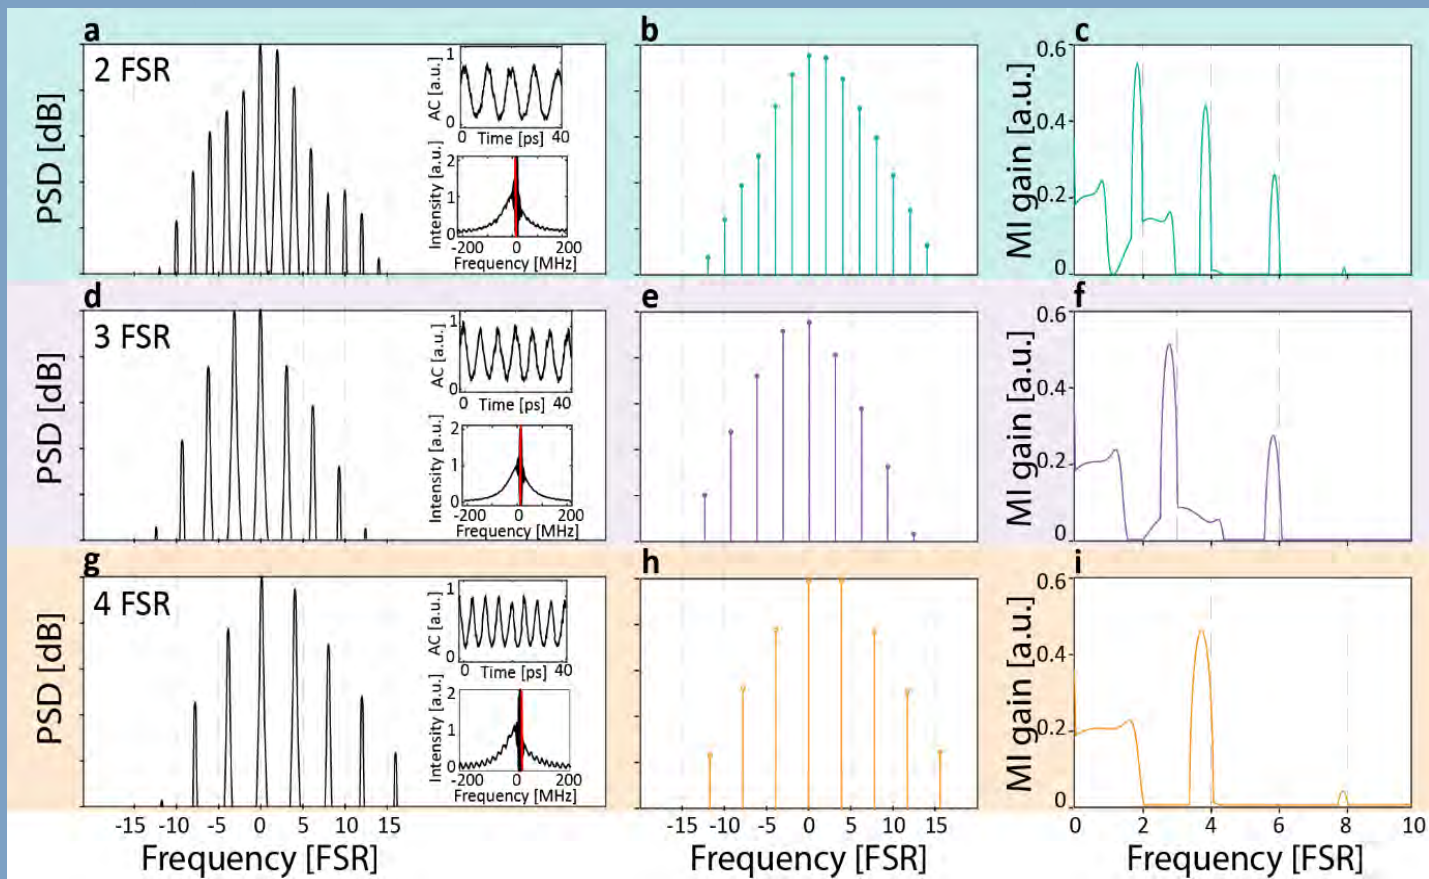 a
2 FSR
PSD [dB]
AC [a.u.]
1
0
0
Time [ps]
40
Intensity [a.u.]
2
1
0
-200
0
200
Frequency [MHz]
b
c
MI gain [a.u.]
0.6
0.4
0.2
0
d
3 FSR
PSD [dB]
AC [a.u.]
1
0
0
Time [ps]
40
Intensity [a.u.]
2
1
0
-200
0
200
Frequency [MHz]
e
f
MI gain [a.u.]
0.6
0.4
0.2
0
g
4 FSR
PSD [dB]
AC [a.u.]
1
0
0
Time [ps]
40
Intensity [a.u.]
2
1
0
-200
0
200
Frequency [MHz]
h
i
MI gain [a.u.]
0.6
0.4
0.2
0
-15 -10 -5 0 5 10 15
Frequency [FSR]
-15 -10 -5 0 5 10 15
Frequency [FSR]
0 2 4 6 8 10
Frequency [FSR]